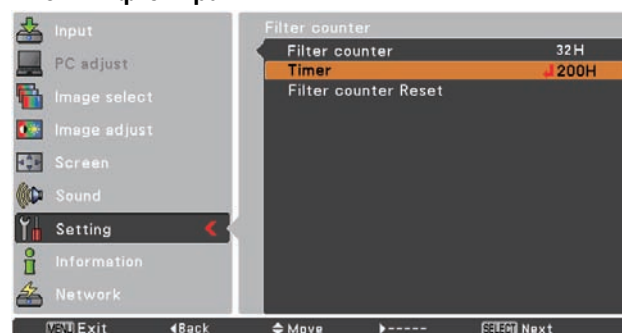 Input
PC adjust
Image select
Image adjust
Screen
Sound
Setting
Information
Network
Filter counter
Filter counter 32H
Timer 200H
Filter counter Reset
MENU Exit Back Move ----- SELECT Next